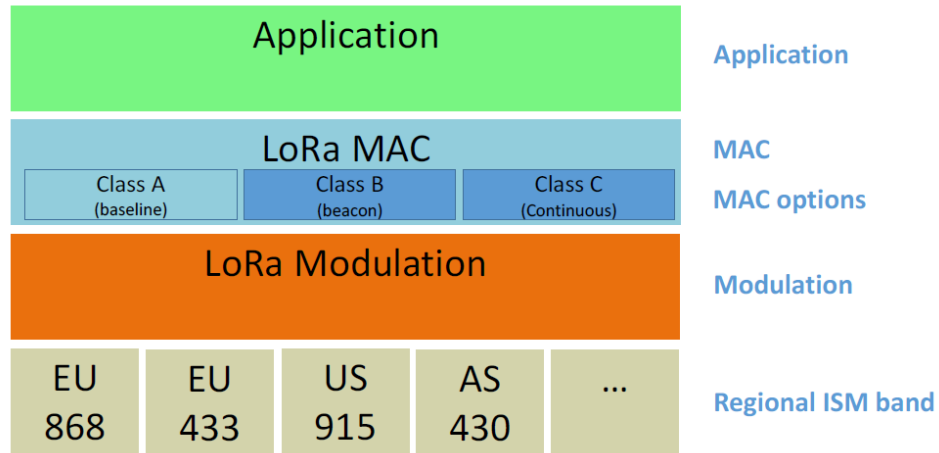 Application
Application
LoRa MAC
MAC
Class A
(baseline)
Class B
(beacon)
Class C
(Continuous)
MAC options
LoRa Modulation
Modulation
EU
868
EU
433
US
915
AS
430
...
Regional ISM band